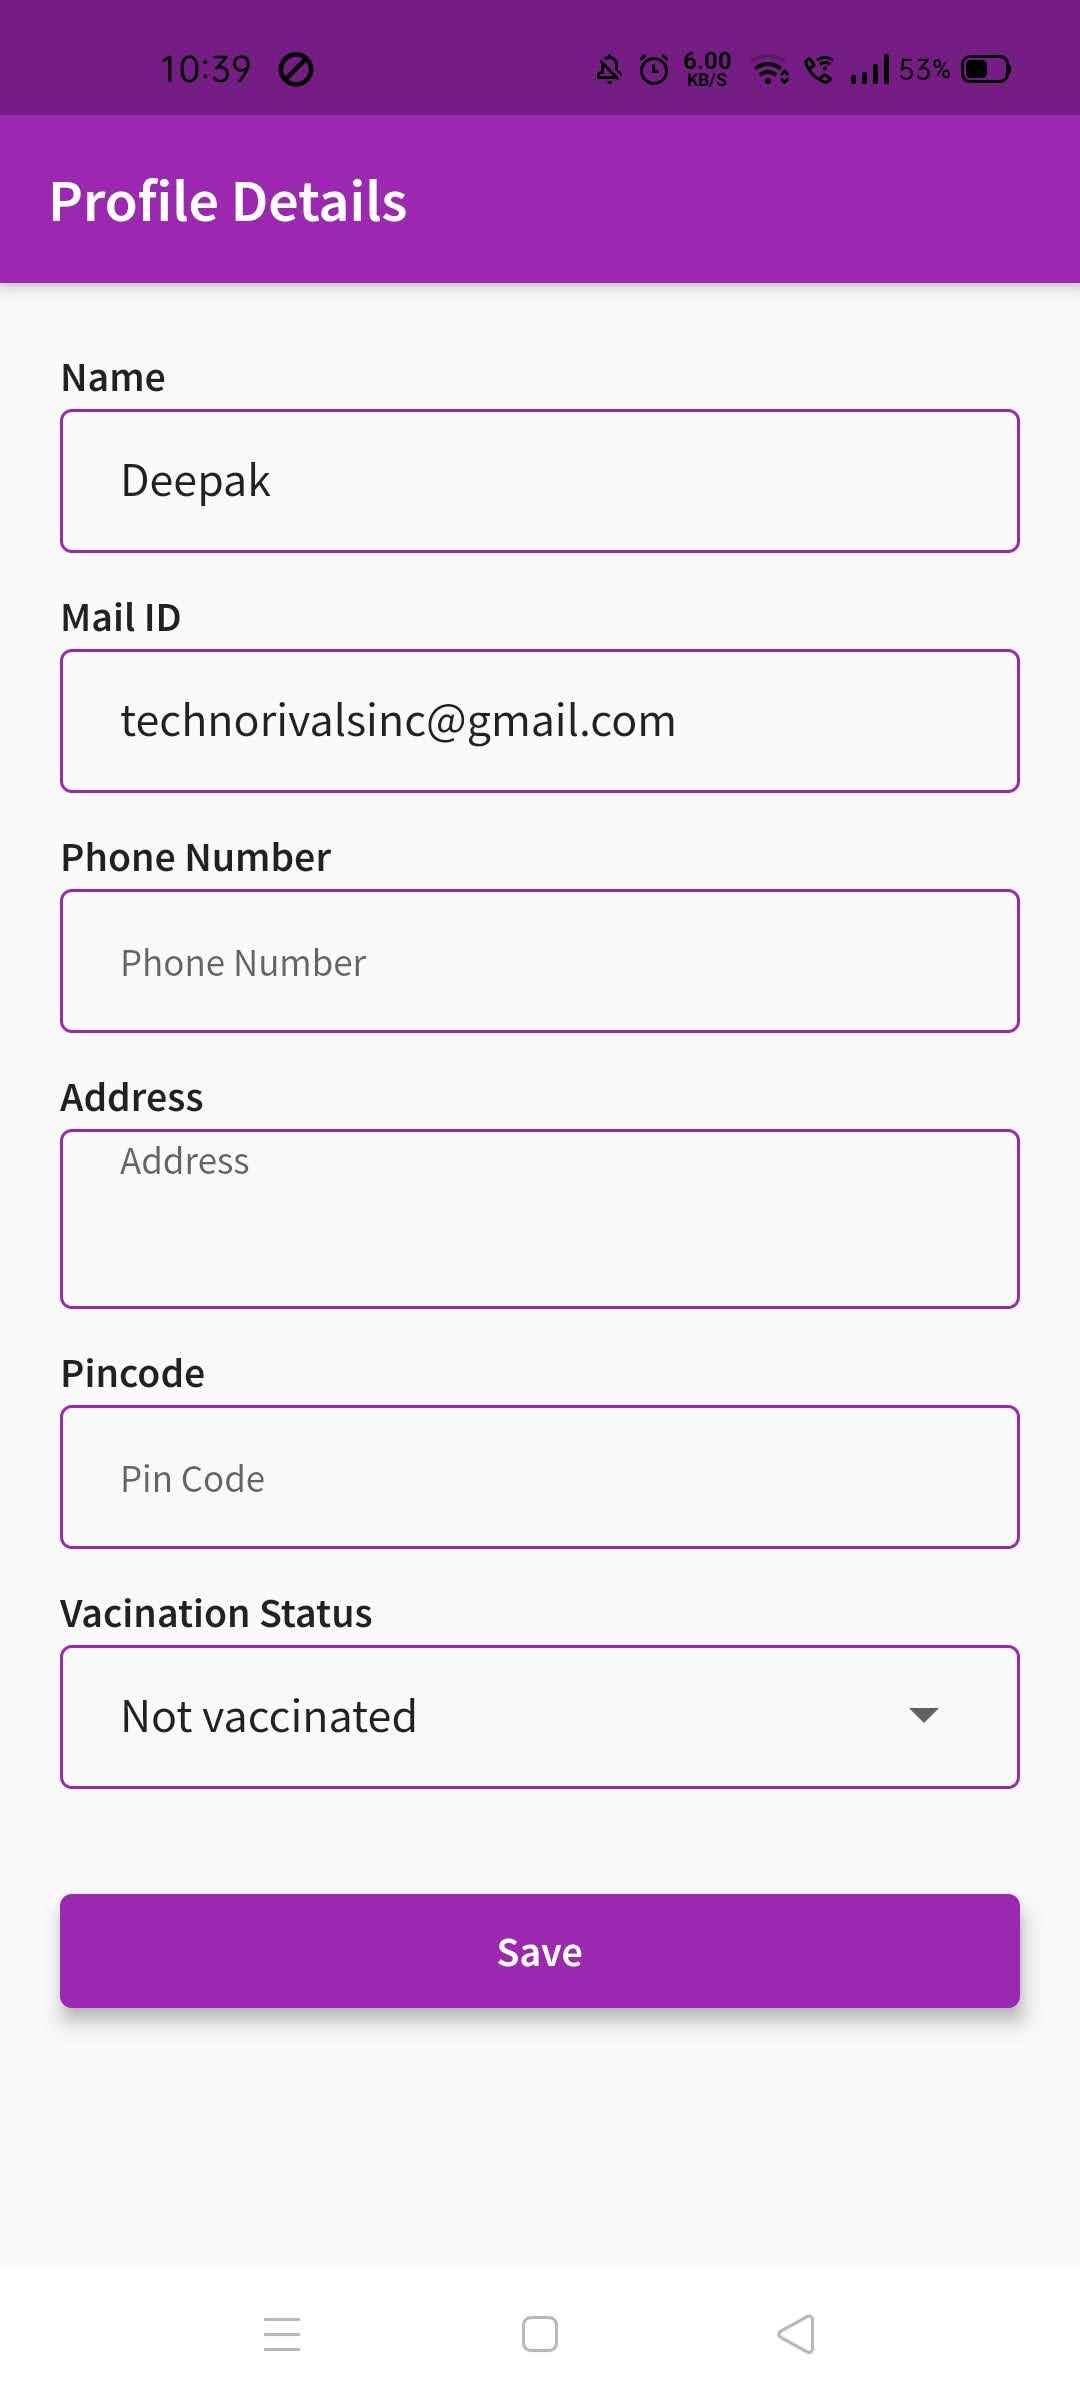 10:39
6.00
KB/S
53%
Profile Details
Name
Deepak
Mail ID
technorivalsinc@gmail.com
Phone Number
Phone Number
Address
Address
Pincode
Pin Code
Vacination Status
Not vaccinated
Save